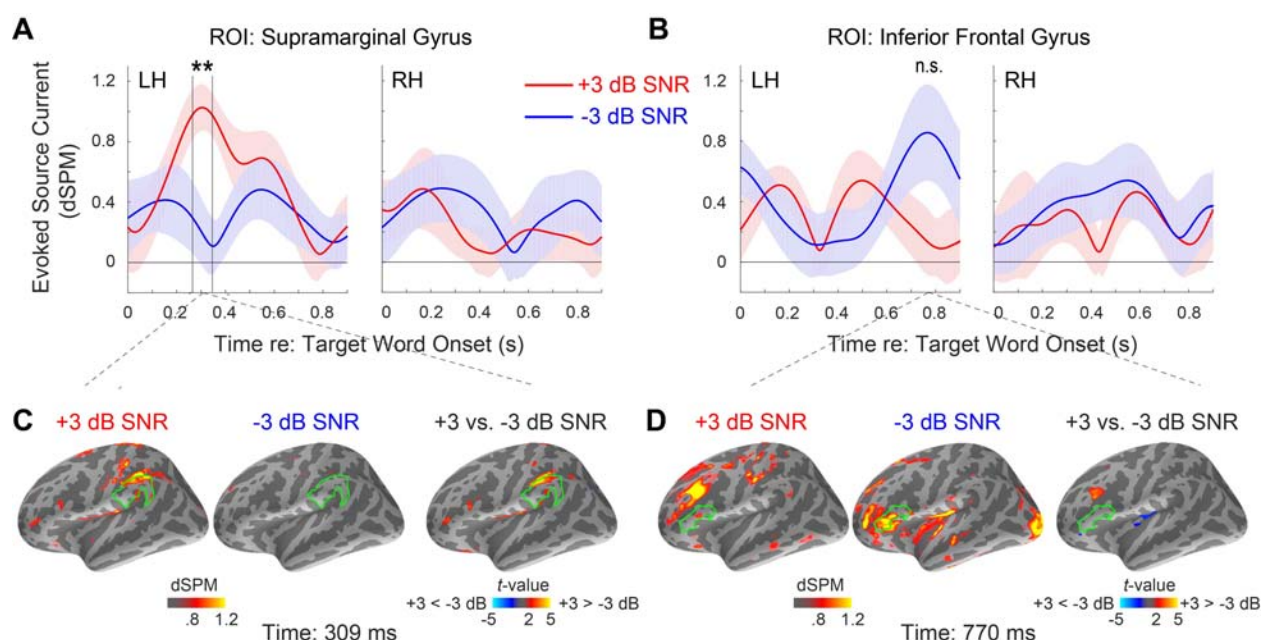 A
ROI: Supramarginal Gyrus
B
ROI: Inferior Frontal Gyrus
Evoked Source Current
(dSPM)
1.2
0.8
0.4
0
LH
**
RH
+3 dB SNR
-3 dB SNR
1.2
0.8
0.4
0
LH
n.s.
RH
0 0.2 0.4 0.6 0.8
0 0.2 0.4 0.6 0.8
0 0.2 0.4 0.6 0.8
0 0.2 0.4 0.6 0.8
Time re: Target Word Onset (s)
Time re: Target Word Onset (s)
C
+3 dB SNR
-3 dB SNR
+3 vs. -3 dB SNR
D
+3 dB SNR
-3 dB SNR
+3 vs. -3 dB SNR
dSPM
.8 1.2
t-value
+3 < -3 dB
+3 > -3 dB
-5 2 5
Time: 309 ms
dSPM
.8 1.2
t-value
+3 < -3 dB
+3 > -3 dB
-5 2 5
Time: 770 ms